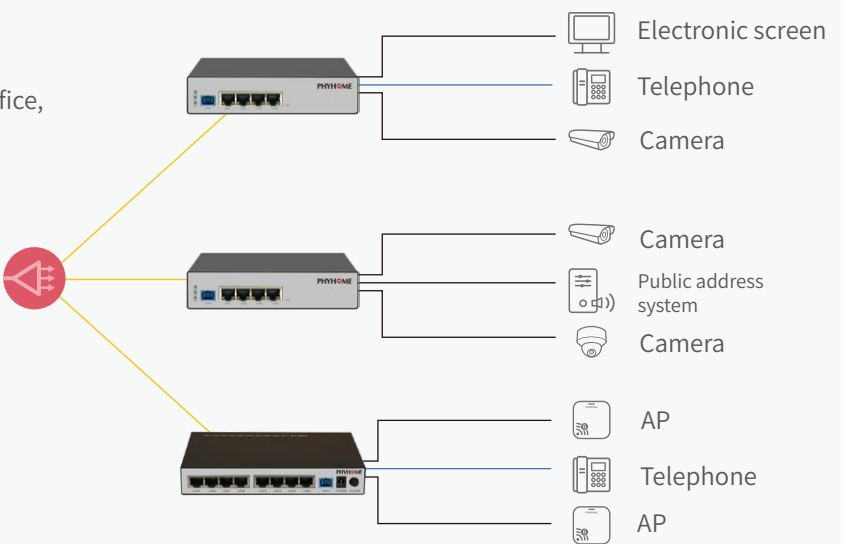 Electronic screen
PHYHOME
fice,
Telephone
Camera
Camera
PHYHOME
Public address
system
Camera
AP
PHYHOME
Telephone
AP